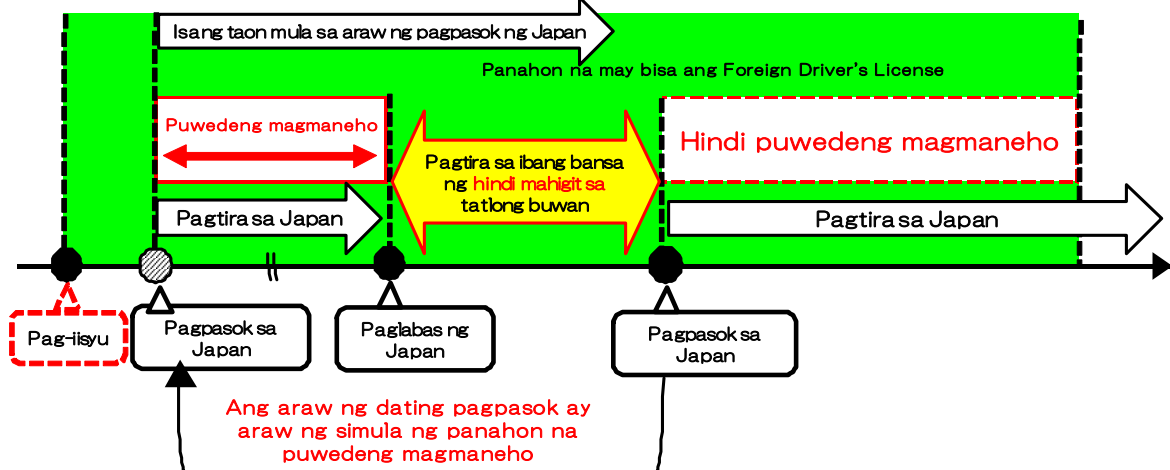 Isang taon mula sa araw ng pagpasok ng Japan
Panahon na may bisa ang Foreign Driver's License
Puwedeng magmaneho
Pagtira sa ibang bansa
ng hindi mahigit sa
tatlong buwan
Hindi puwedeng magmaneho
Pagtira sa Japan
Pagtira sa Japan
Pag-iisyu
Pagpasok sa
Japan
Paglabas ng
Japan
Pagpasok sa
Japan
Ang araw ng dating pagpasok ay
araw ng simula ng panahon na
puwedeng magmaneho